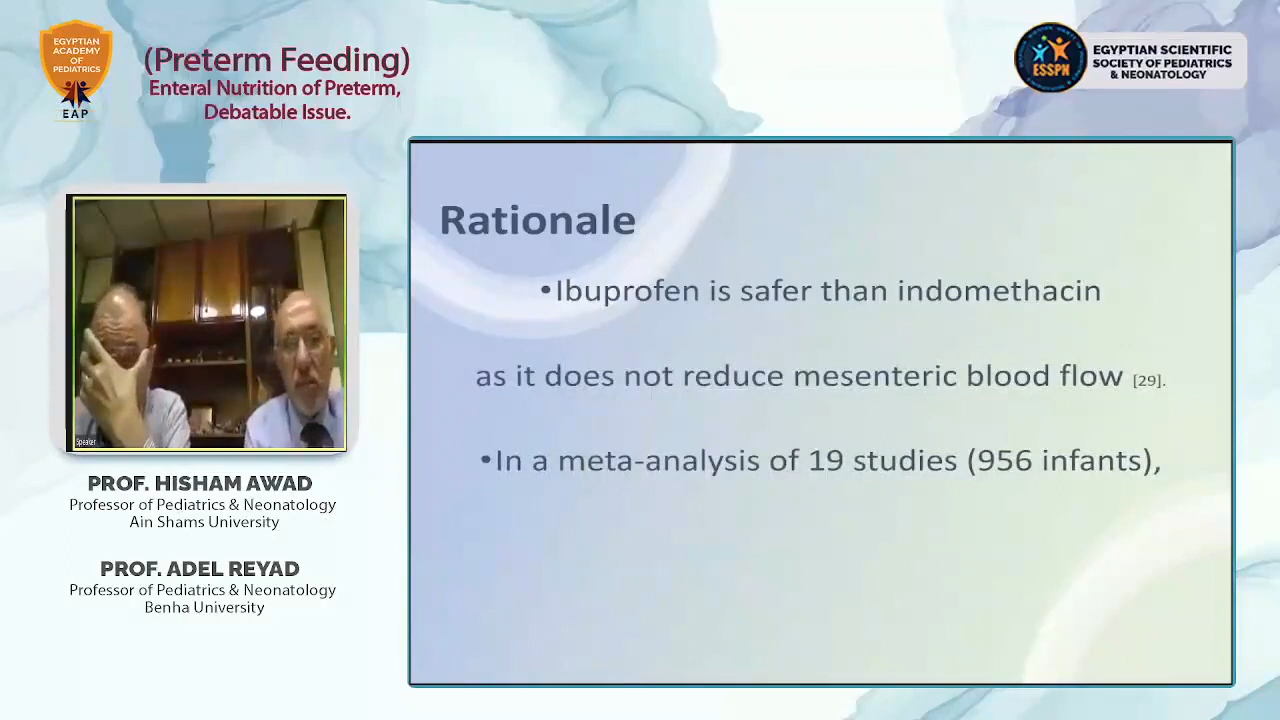 EGYPTIAN
ACADEMY
OF
PEDIATRICS
EAP
(Preterm Feeding)
Enteral Nutrition of Preterm,
Debatable Issue.
ESSPN
EGYPTIAN SCIENTIFIC
SOCIETY OF PEDIATRICS
& NEONATOLOGY
Speaker
PROF. HISHAM AWAD
Professor of Pediatrics & Neonatology
Ain Shams University
PROF. ADEL REYAD
Professor of Pediatrics & Neonatology
Benha University
Rationale
•Ibuprofen is safer than indomethacin
as it does not reduce mesenteric blood flow [29].
•In a meta-analysis of 19 studies (956 infants),